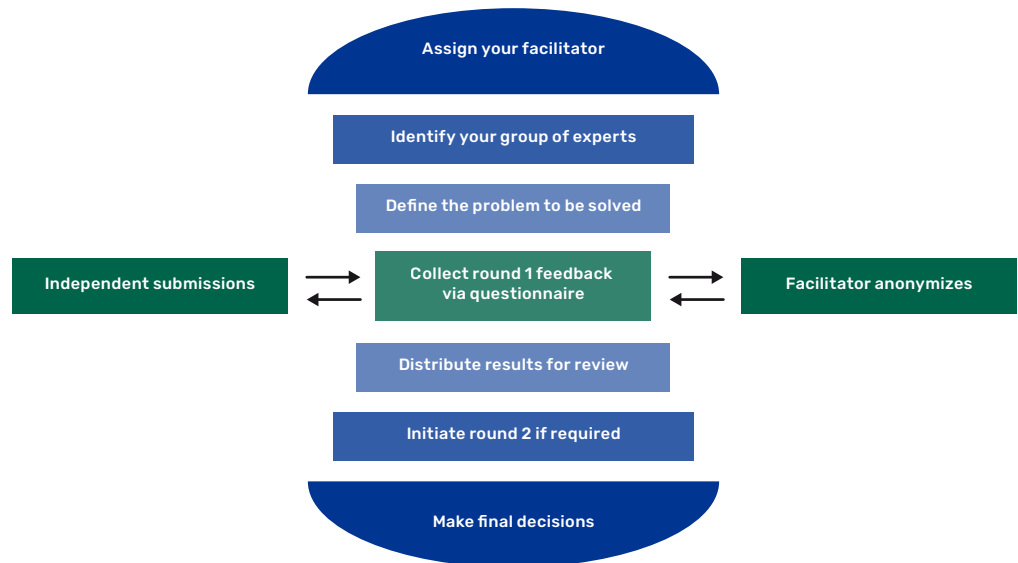 Assign your facilitator
Identify your group of experts
Define the problem to be solved
Independent submissions
Collect round 1 feedback
via questionnaire
Facilitator anonymizes
Distribute results for review
Initiate round 2 if required
Make final decisions